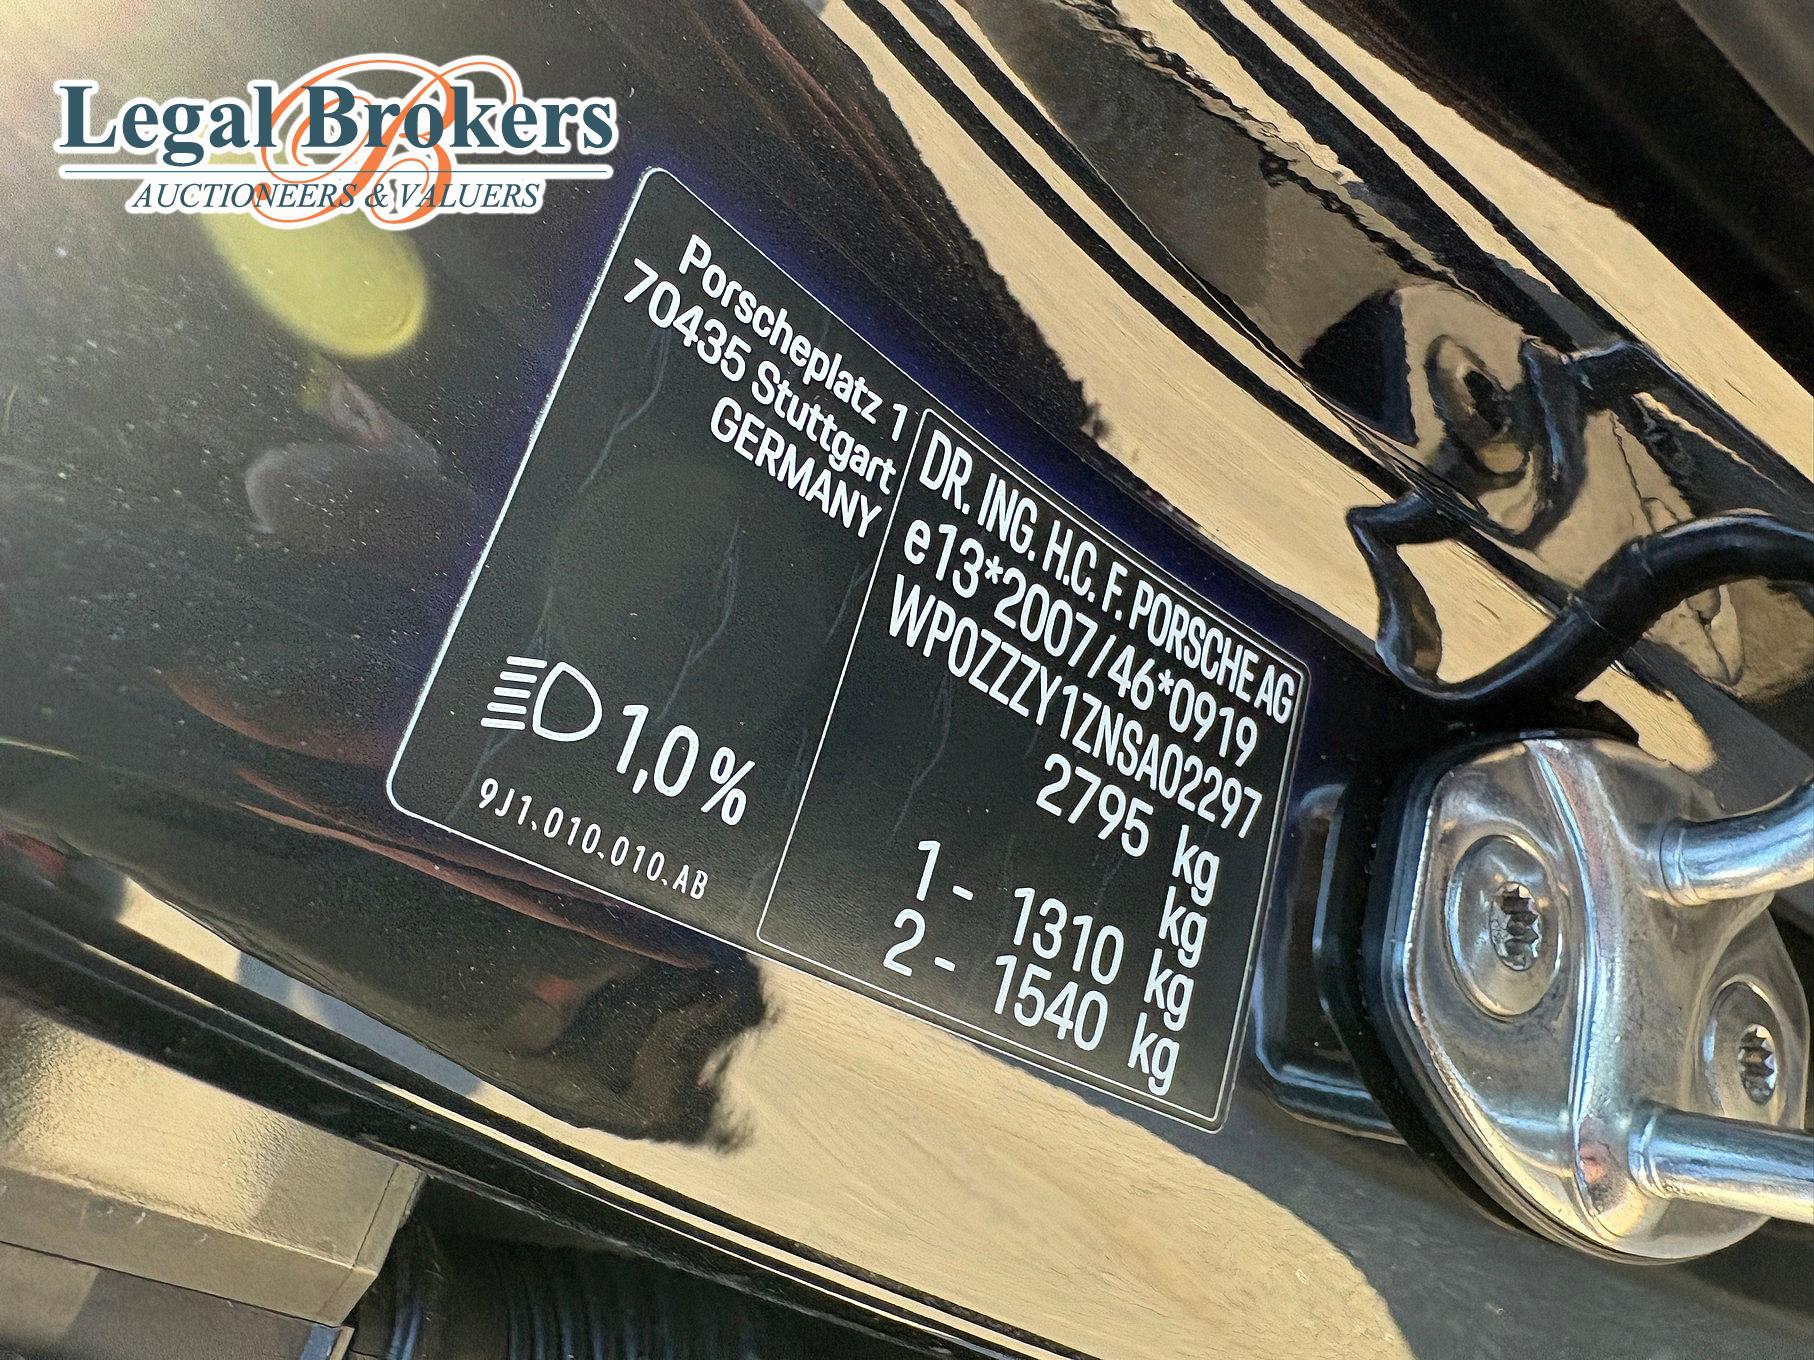 Legal Brokers
AUCTIONEERS & VALUERS
Porscheplatz 1
70435 Stuttgart
GERMANY
1,0 %
9J1.010.010.AB
DR. ING. H.C. F. PORSCHE AG
e13*2007/46*0919
WP0ZZZY1ZNSA02297
2795 kg
kg
1 - 1310 kg
2 - 1540 kg